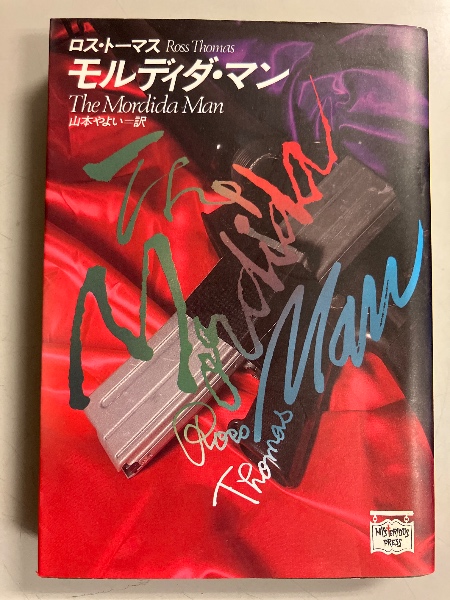 ロス・トーマス Ross Thomas
モルディダ・マン
The Mordida Man
山本やよい=訳
The
Mordida
Man
Ross
Thomas
MYSTERIOUS
PRESS